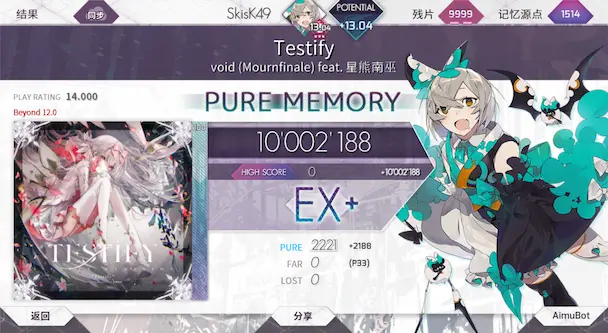 结果
同步
SkisK49
13.04
POTENTIAL
+13.04
残片
9999
记忆源点
1514
Testify
void (Mournfinale) feat. 星熊南巫
PLAY RATING 14.000
Beyond 12.0
PURE MEMORY
10'002'188
HIGH SCORE 0 +10'002'188
EX+
TESTIFY
PURE 2221 +2188
FAR 0 (P33)
LOST 0
返回
分享
AimuBot